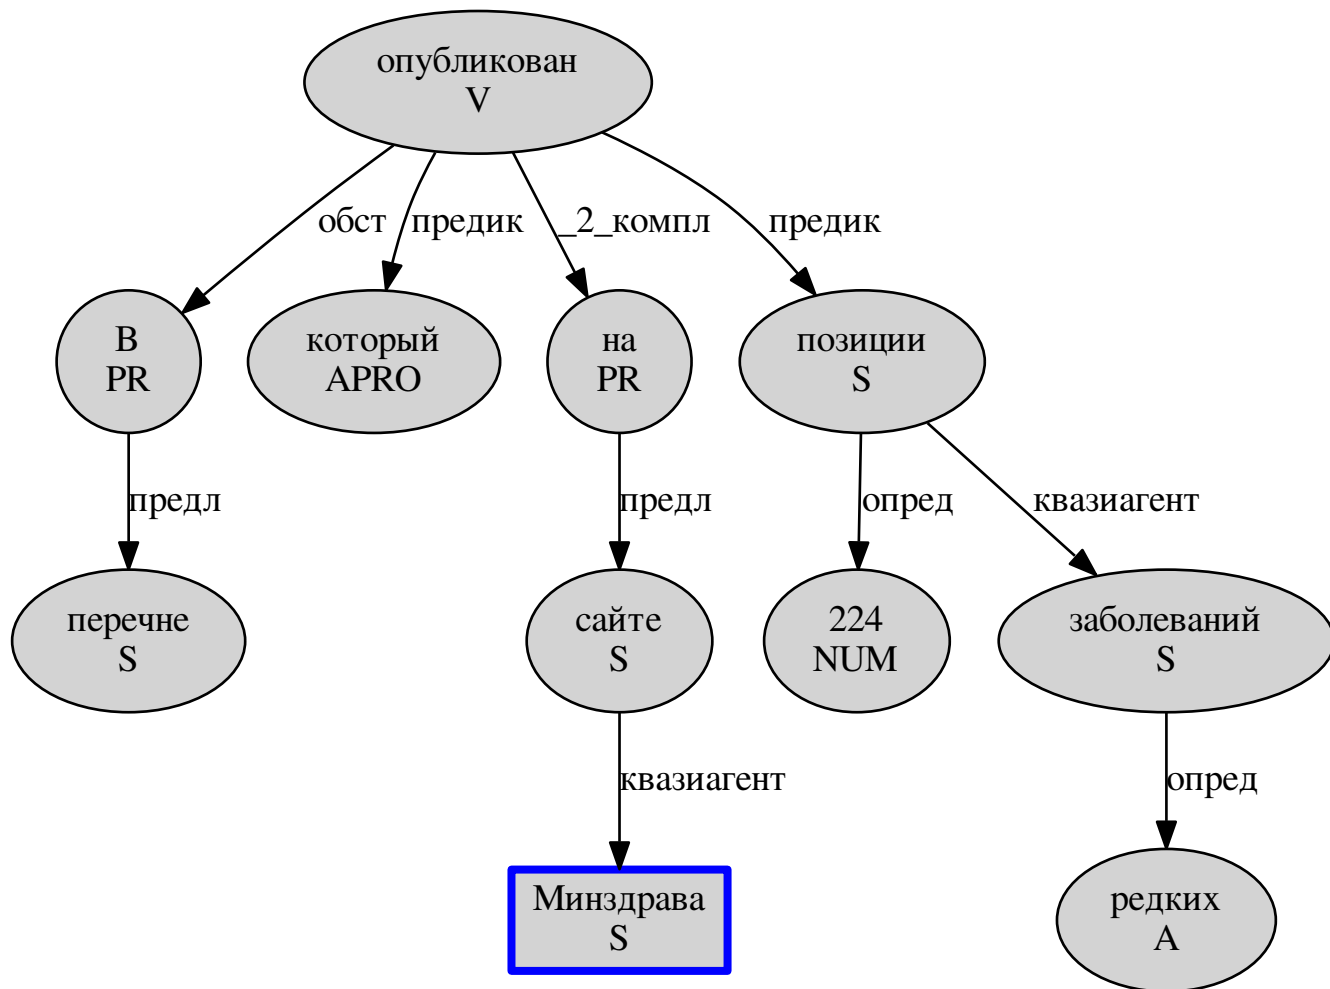 опубликован
V
обст
предик
_2_компл
предик
В
PR
который
APRO
на
PR
позиции
S
предл
предл
опред
квазиагент
перечне
S
сайте
S
224
NUM
заболеваний
S
квазиагент
опред
Минздрава
S
редких
A